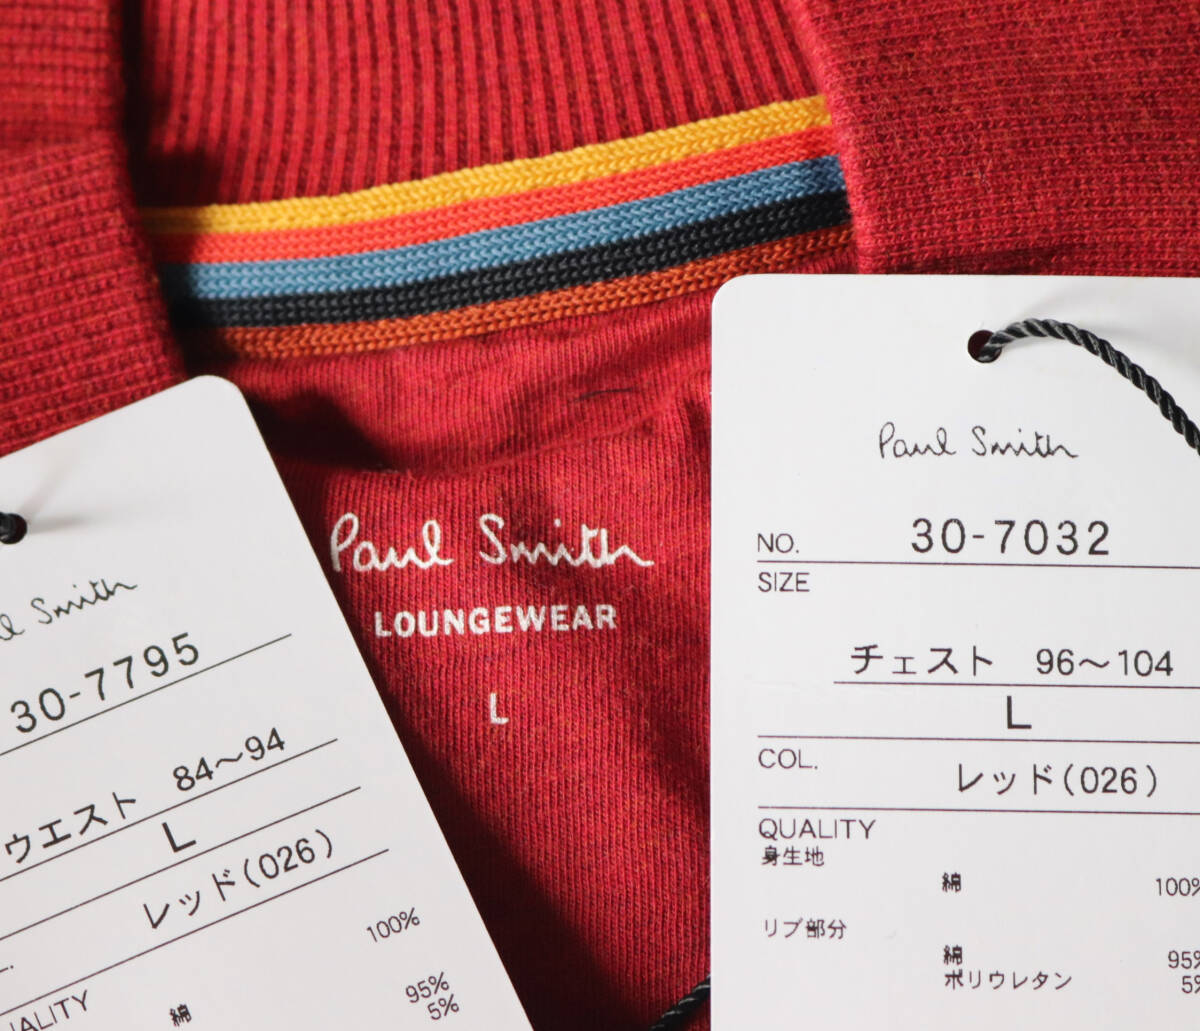 Paul Smith
LOUNGEWEAR
L
Smith
30-7795
ウエスト 84～94
L
レッド(026)
100%
QUALITY
綿 95%
5%
Paul Smith
NO. 30-7032
SIZE
チェスト 96～104
L
COL. レッド(026)
QUALITY
身生地
綿 100%
リブ部分
綿 95%
ポリウレタン 5%